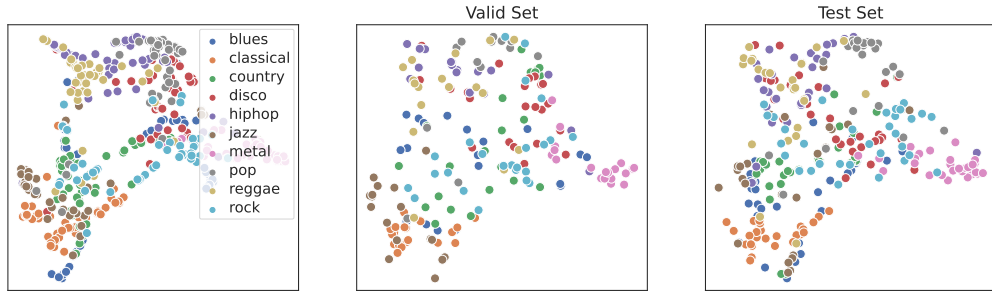 Valid Set
Test Set
blues
classical
country
disco
hiphop
jazz
metal
pop
reggae
rock